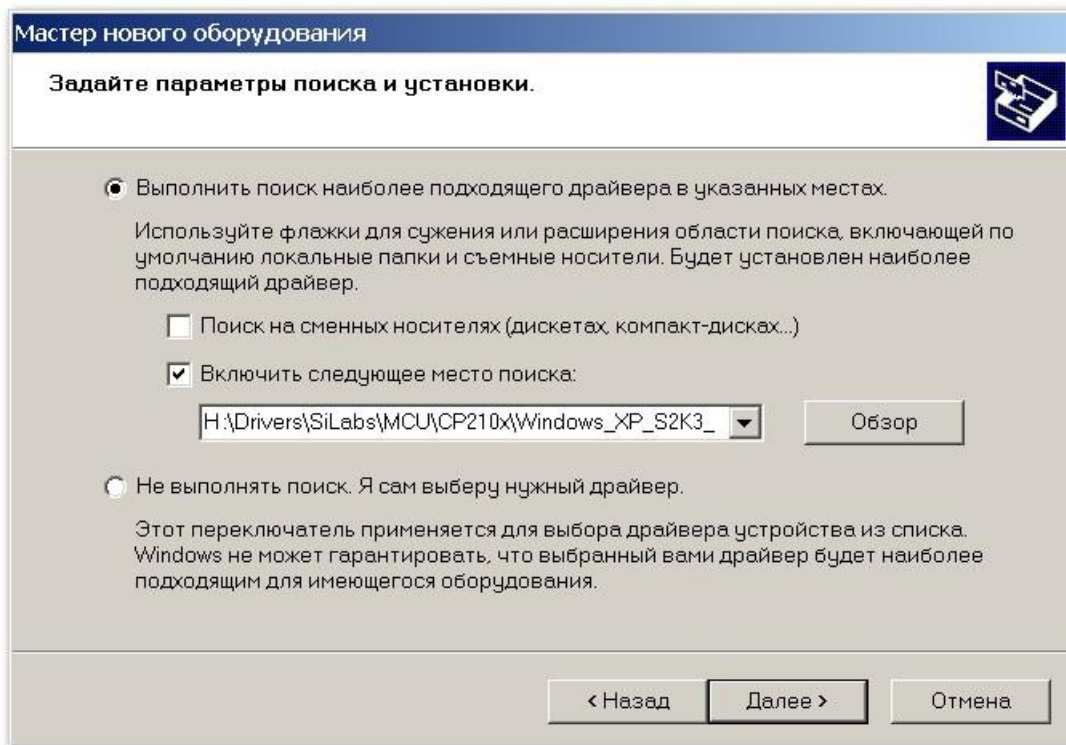 Мастер нового оборудования
Задайте параметры поиска и установки.
Выполнить поиск наиболее подходящего драйвера в указанных местах.
Используйте флажки для сужения или расширения области поиска, включающей по
умолчанию локальные папки и съемные носители. Будет установлен наиболее
подходящий драйвер.
Поиск на сменных носителях (дискетах, компакт-дисках...)
Включить следующее место поиска:
H:\Drivers\SiLabs\MCU\CP210x\Windows_XP_S2K3_
Обзор
Не выполнять поиск. Я сам выберу нужный драйвер.
Этот переключатель применяется для выбора драйвера устройства из списка.
Windows не может гарантировать, что выбранный вами драйвер будет наиболее
подходящим для имеющегося оборудования.
< Назад Далее > Отмена